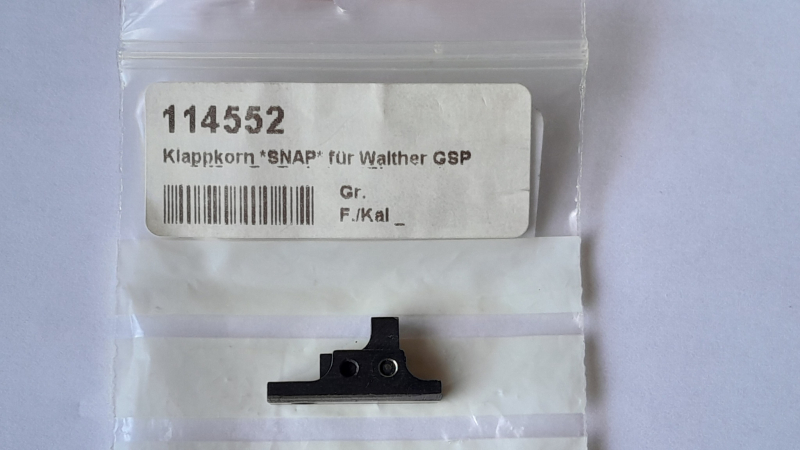 114552
Klappkorn *SNAP* für Walther GSP
Gr.
F./Kal _